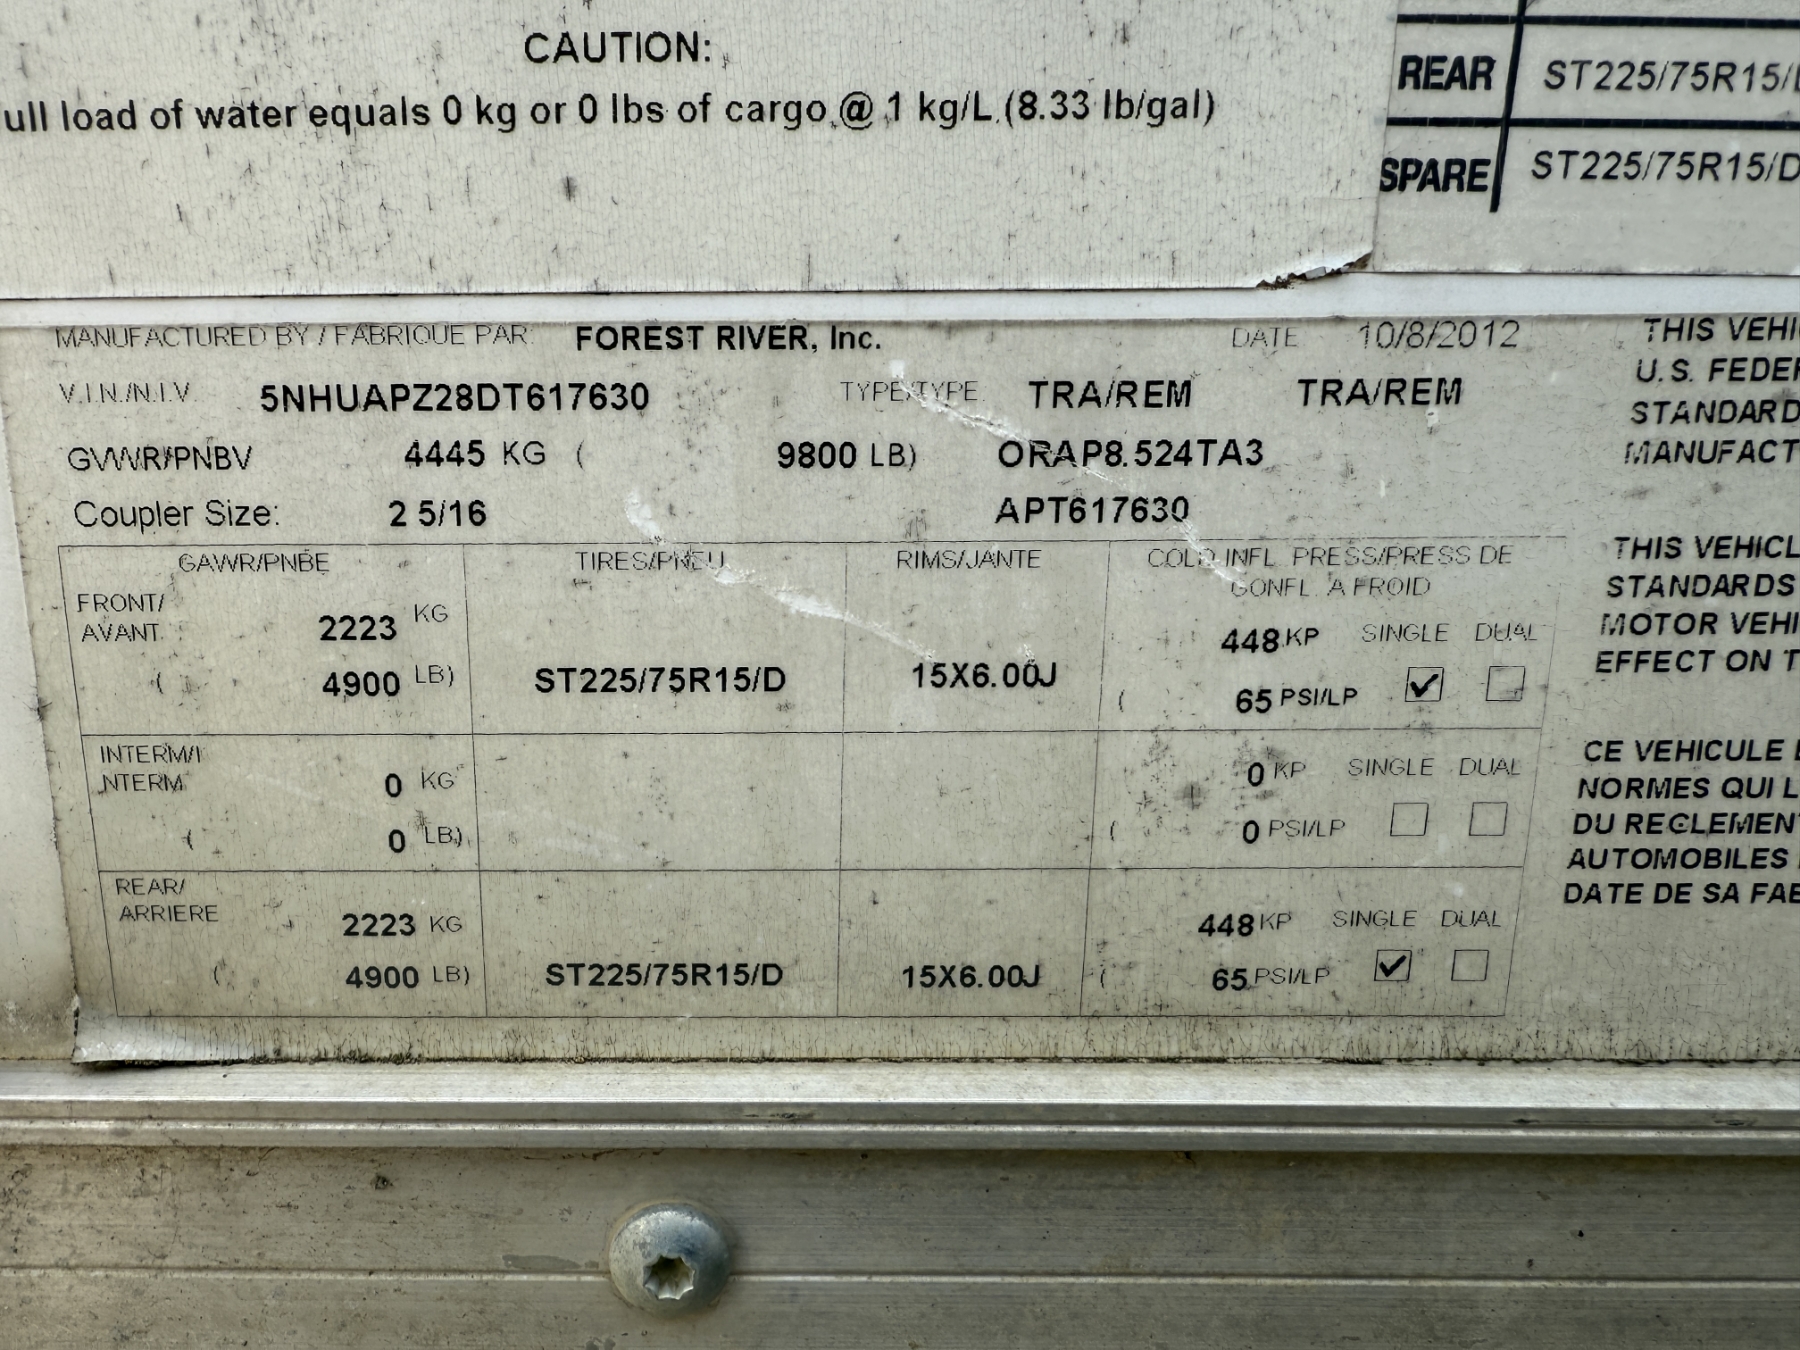 CAUTION:
ull load of water equals 0 kg or 0 lbs of cargo @ 1 kg/L (8.33 lb/gal)
REAR ST225/75R15/
SPARE ST225/75R15/D
MANUFACTURED BY / FABRIQUE PAR: FOREST RIVER, Inc. DATE 10/8/2012
V.I.N./N.I.V. 5NHUAPZ28DT617630 TYPE/TYPE TRA/REM TRA/REM
GVWR/PNBV 4445 KG ( 9800 LB) ORAP8.524TA3
Coupler Size: 2 5/16 APT617630
GAWR/PNBE TIRES/PNEU RIMS/JANTE COLD INFL. PRESS/PRESS DE
GONFL. A FROID
FRONT/
AVANT 2223 KG 448 KP SINGLE DUAL
( 4900 LB) ST225/75R15/D 15X6.00J ( 65 PSI/LP
INTERM/I
NTERM 0 KG 0 KP SINGLE DUAL
( 0 LB) ( 0 PSI/LP
REAR/
ARRIERE 2223 KG 448 KP SINGLE DUAL
( 4900 LB) ST225/75R15/D 15X6.00J ( 65 PSI/LP
THIS VEHI
U.S. FEDER
STANDARD
MANUFACT
THIS VEHICL
STANDARDS
MOTOR VEHI
EFFECT ON T
CE VEHICULE E
NORMES QUI L
DU REGLEMENT
AUTOMOBILES
DATE DE SA FAB